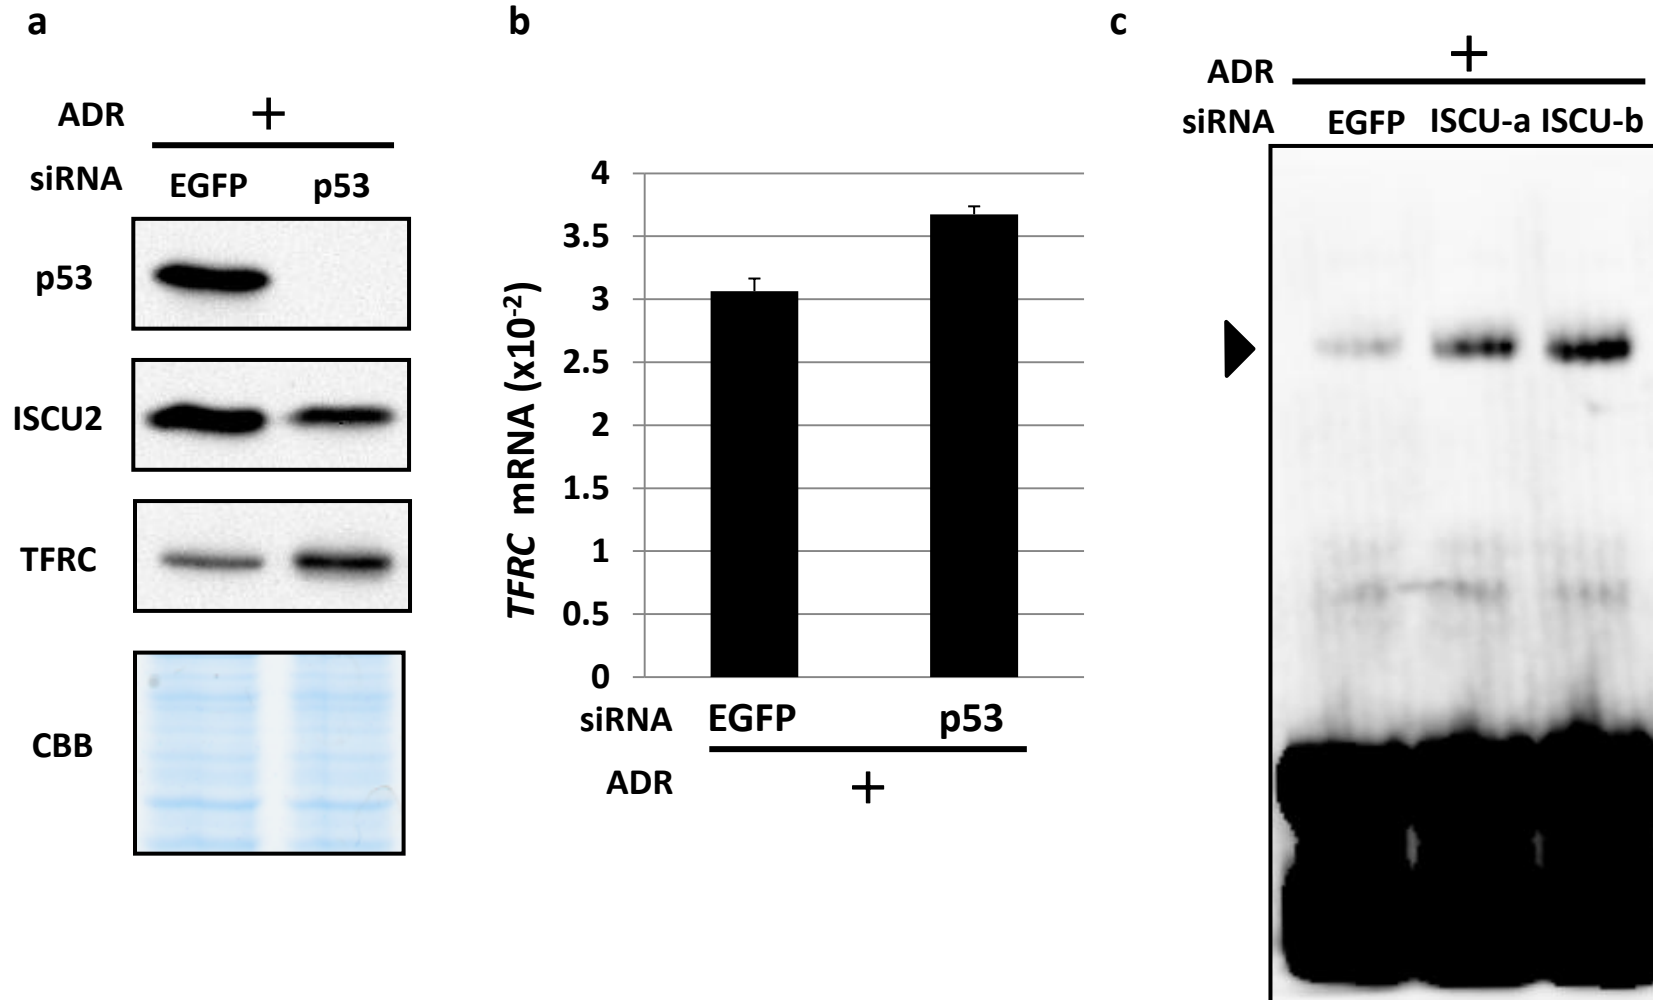 a
ADR +
siRNA EGFP p53
p53
ISCU2
TFRC
CBB
b
TFRC mRNA (x10-2)
4
3.5
3
2.5
2
1.5
1
0.5
0
siRNA EGFP p53
ADR +
c
ADR +
siRNA EGFP ISCU-a ISCU-b